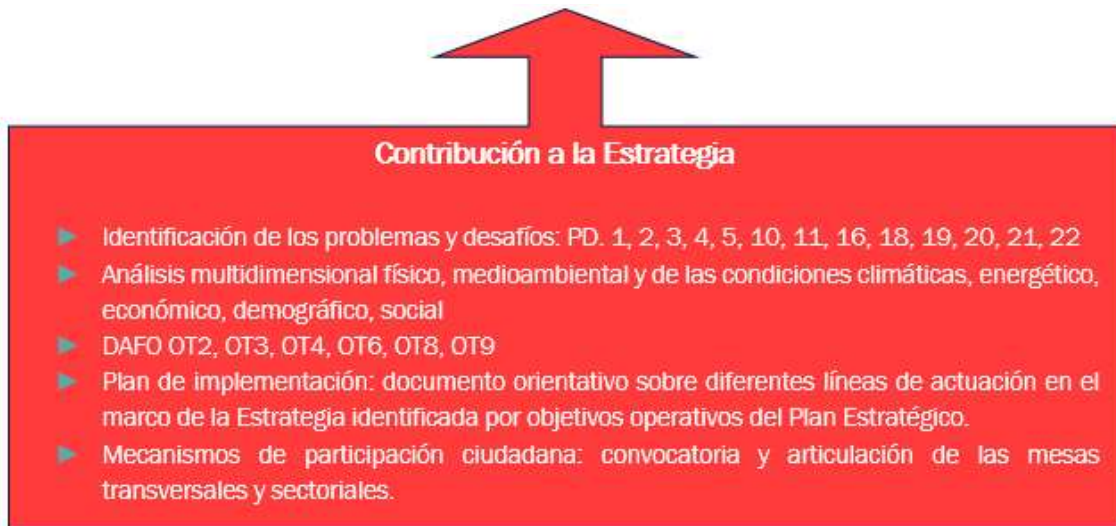 Contribución a la Estrategia
Identificación de los problemas y desafíos: PD. 1, 2, 3, 4, 5, 10, 11, 16, 18, 19, 20, 21, 22
Análisis multidimensional físico, medioambiental y de las condiciones climáticas, energético,
económico, demográfico, social
DAFO OT2, OT3, OT4, OT6, OT8, OT9
Plan de implementación: documento orientativo sobre diferentes líneas de actuación en el
marco de la Estrategia identificada por objetivos operativos del Plan Estratégico.
Mecanismos de participación ciudadana: convocatoria y articulación de las mesas
transversales y sectoriales.